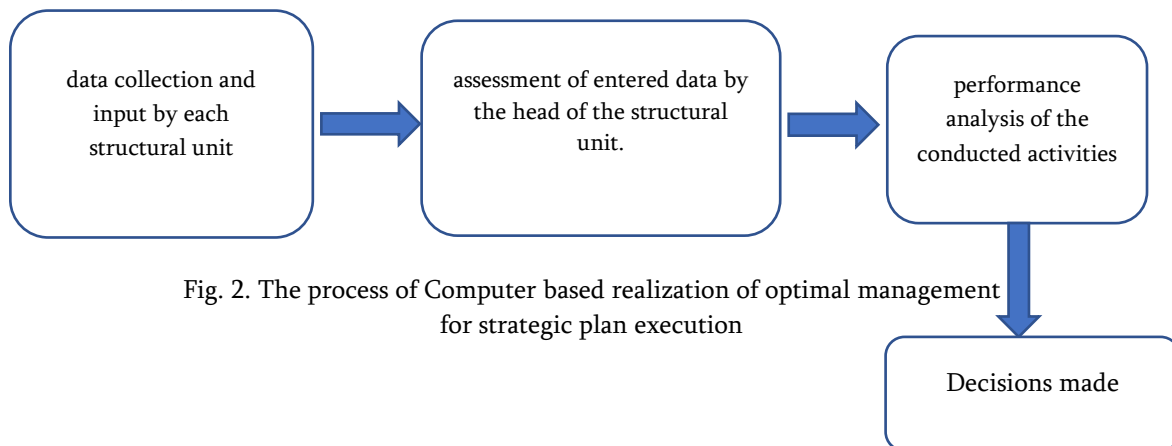 data collection and
input by each
structural unit
assessment of entered data by
the head of the structural
unit.
performance
analysis of the
conducted activities
Fig. 2. The process of Computer based realization of optimal management
for strategic plan execution
Decisions made